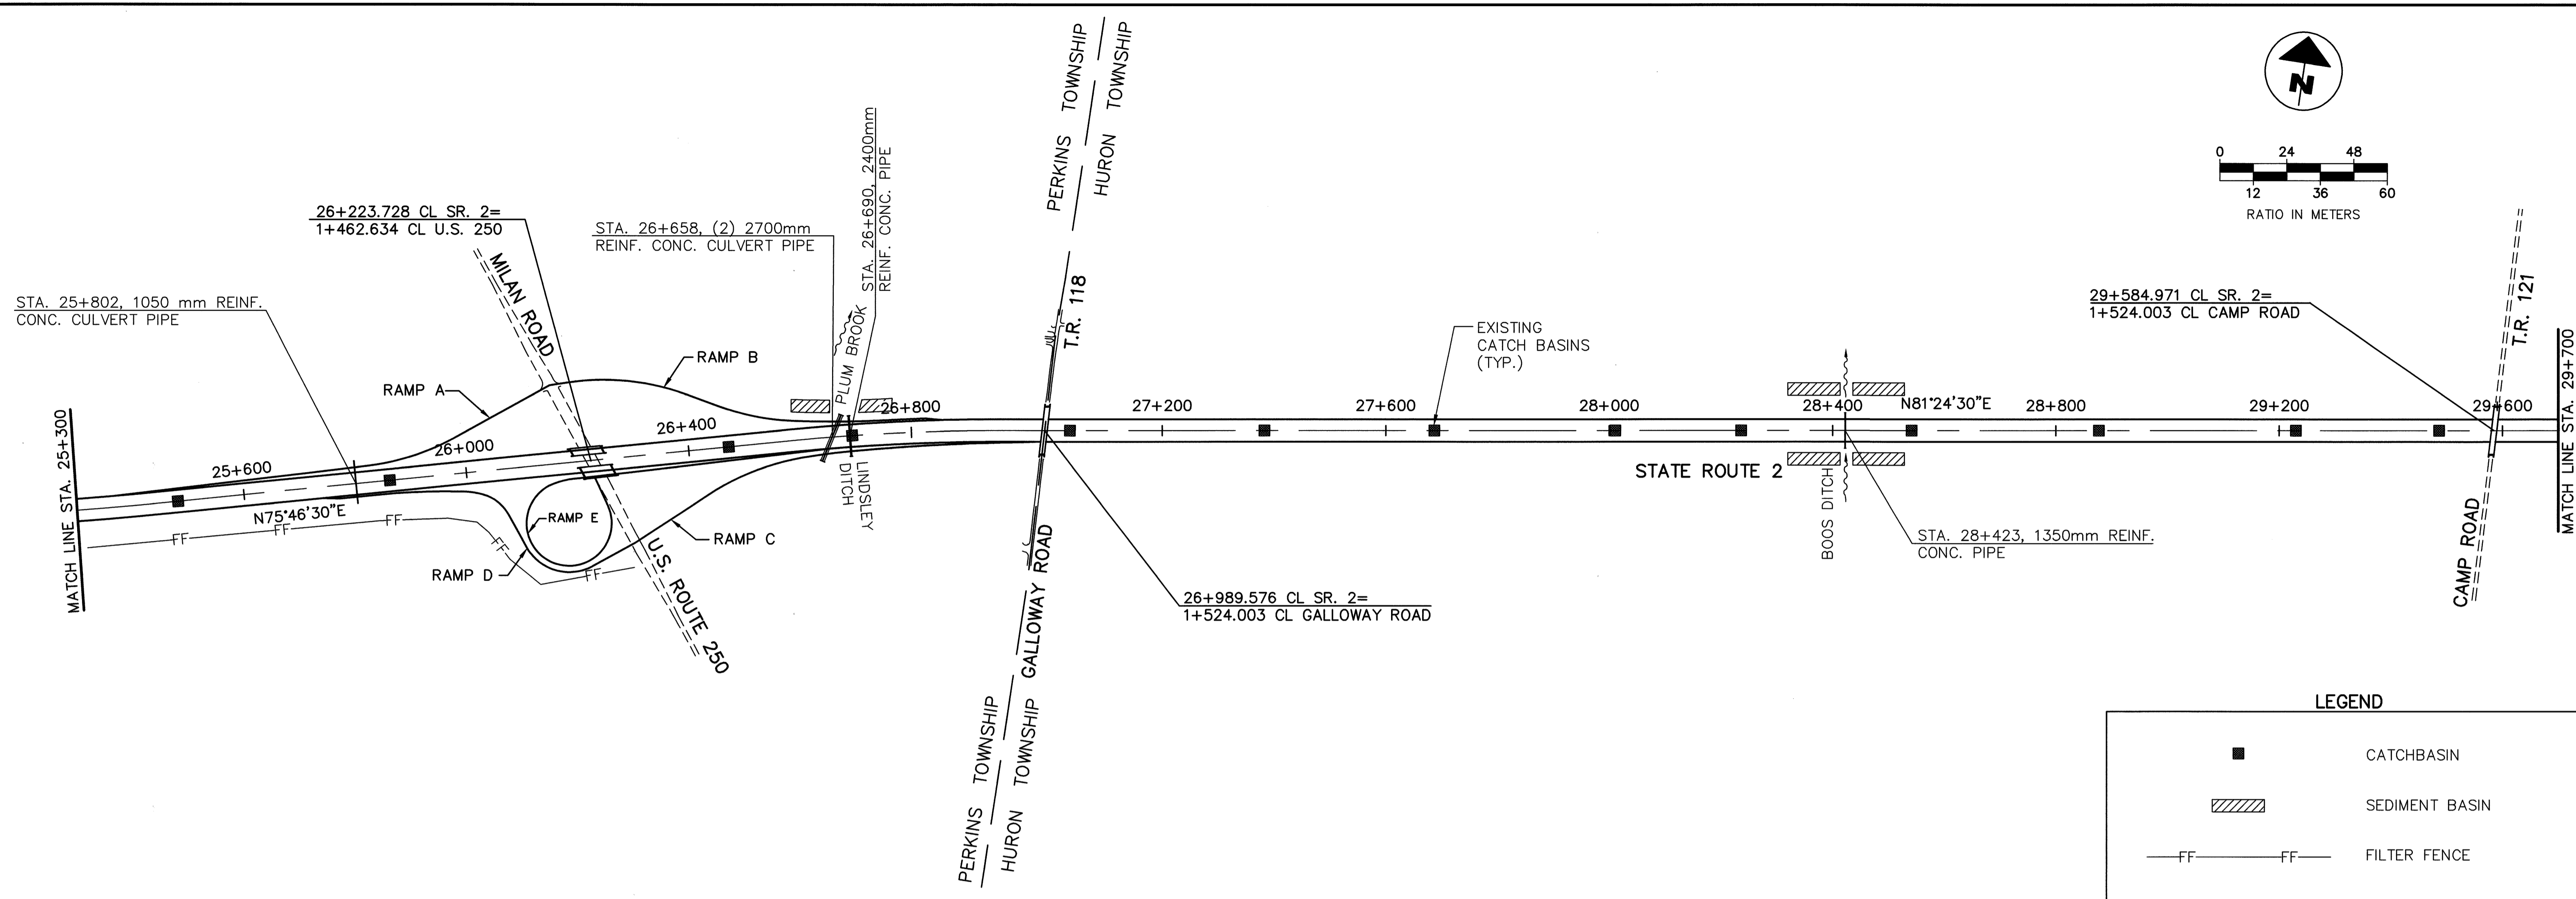 PERKINS TOWNSHIP
HURON TOWNSHIP
N
0 24 48
12 36 60
RATIO IN METERS
STA. 26+690, 2400mm
REINF. CONC. PIPE
26+223.728 CL SR. 2=
1+462.634 CL U.S. 250
STA. 26+658, (2) 2700mm
REINF. CONC. CULVERT PIPE
STA. 25+802, 1050 mm REINF.
CONC. CULVERT PIPE
MILAN ROAD
PLUM BROOK
T.R. 118
EXISTING
CATCH BASINS
(TYP.)
29+584.971 CL SR. 2=
1+524.003 CL CAMP ROAD
T.R. 121
RAMP A
RAMP B
MATCH LINE STA. 25+300
25+600
26+000
26+400
26+800
27+200
27+600
28+000
28+400
N81°24'30"E
28+800
29+200
29+600
MATCH LINE STA. 29+700
N75°46'30"E
FF
FF
FF
FF
FF
RAMP E
RAMP D
RAMP C
U.S. ROUTE 250
LINDSLEY
DITCH
STATE ROUTE 2
BOOS DITCH
STA. 28+423, 1350mm REINF.
CONC. PIPE
CAMP ROAD
26+989.576 CL SR. 2=
1+524.003 CL GALLOWAY ROAD
GALLOWAY ROAD
PERKINS TOWNSHIP
HURON TOWNSHIP
LEGEND
CATCHBASIN
SEDIMENT BASIN
FF FF FILTER FENCE